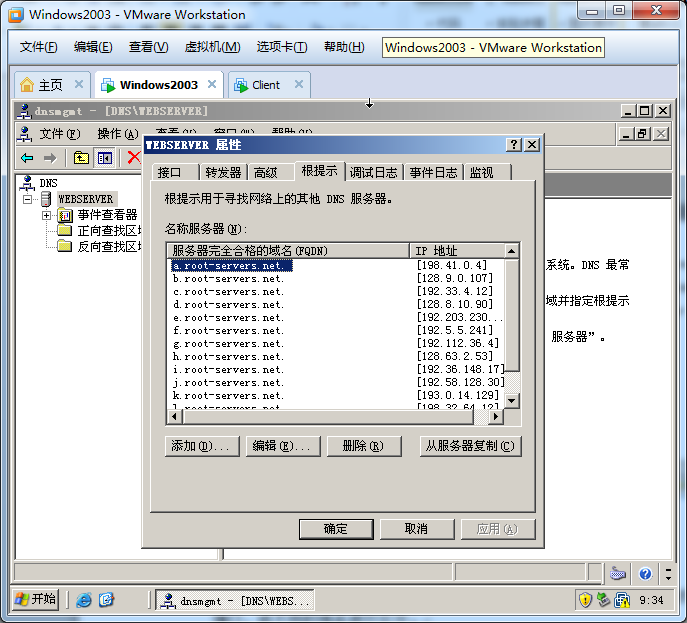 Windows2003 - VMware Workstation
文件(F) 编辑(E) 查看(V) 虚拟机(M) 选项卡(T) 帮助(H) Windows2003 - VMware Workstation
主页 Windows2003 Client
dnsmgmt - [DNS\WEBSERVER]
文件(F) 操作(A) 查看(V) 窗口(W) 帮助(H)
DNS
WEBSERVER
事件查看器
正向查找区
反向查找区
系统。DNS 最常
域并指定根提示
服务器”。
WEBSERVER 属性
接口 转发器 高级 根提示 调试日志 事件日志 监视
根提示用于寻找网络上的其他 DNS 服务器。
名称服务器(N):
服务器完全合格的域名(FQDN) IP 地址
a.root-servers.net. [198.41.0.4]
b.root-servers.net. [128.9.0.107]
c.root-servers.net. [192.33.4.12]
d.root-servers.net. [128.8.10.90]
e.root-servers.net. [192.203.230...
f.root-servers.net. [192.5.5.241]
g.root-servers.net. [192.112.36.4]
h.root-servers.net. [128.63.2.53]
i.root-servers.net. [192.36.148.17]
j.root-servers.net. [192.58.128.30]
k.root-servers.net. [193.0.14.129]
l.root-servers.net. [198.32.64.12]
添加(D)... 编辑(E)... 删除(R) 从服务器复制(C)
确定 取消 应用(A)
开始 dnsmgmt - [DNS\WEBS... 9:34